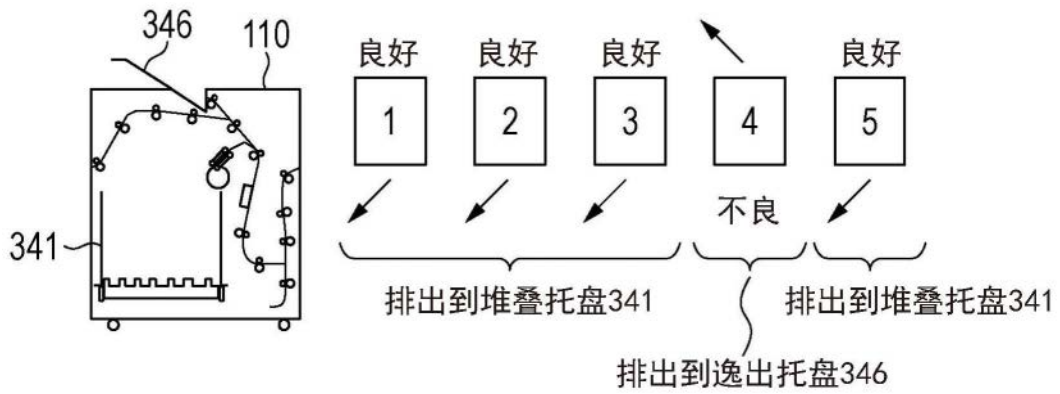 346
110
341
良好 良好 良好 良好
1 2 3 4 5
不良
排出到堆叠托盘341 排出到堆叠托盘341
排出到逸出托盘346